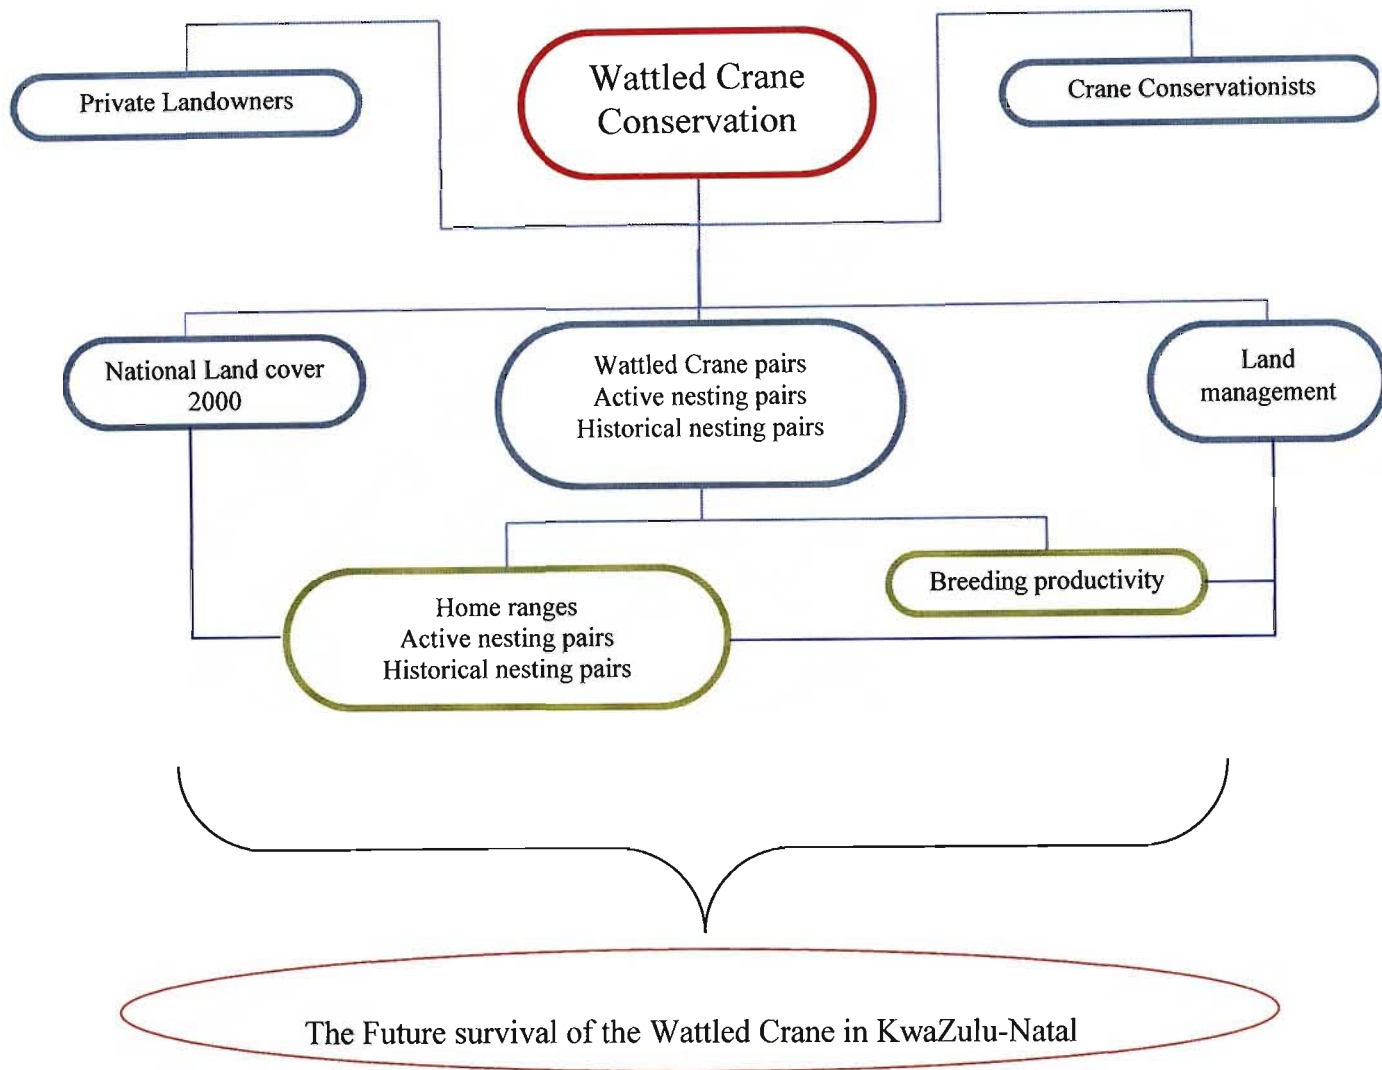 Private Landowners
Wattled Crane
Conservation
Crane Conservationists
National Land cover
2000
Wattled Crane pairs
Active nesting pairs
Historical nesting pairs
Land
management
Home ranges
Active nesting pairs
Historical nesting pairs
Breeding productivity
The Future survival of the Wattled Crane in KwaZulu-Natal